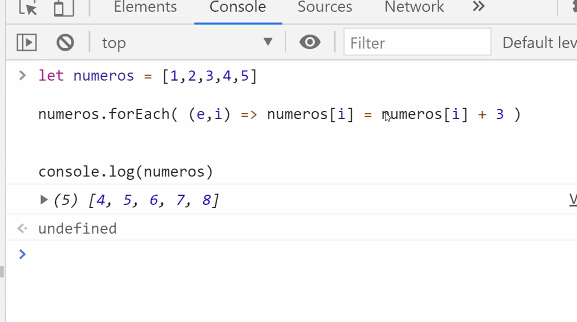 Elements Console Sources Network »
top ▼ Filter Default lev
> let numeros = [1,2,3,4,5]
numeros.forEach( (e,i) => numeros[i] = numeros[i] + 3 )
console.log(numeros)
▶ (5) [4, 5, 6, 7, 8] V
<· undefined
>